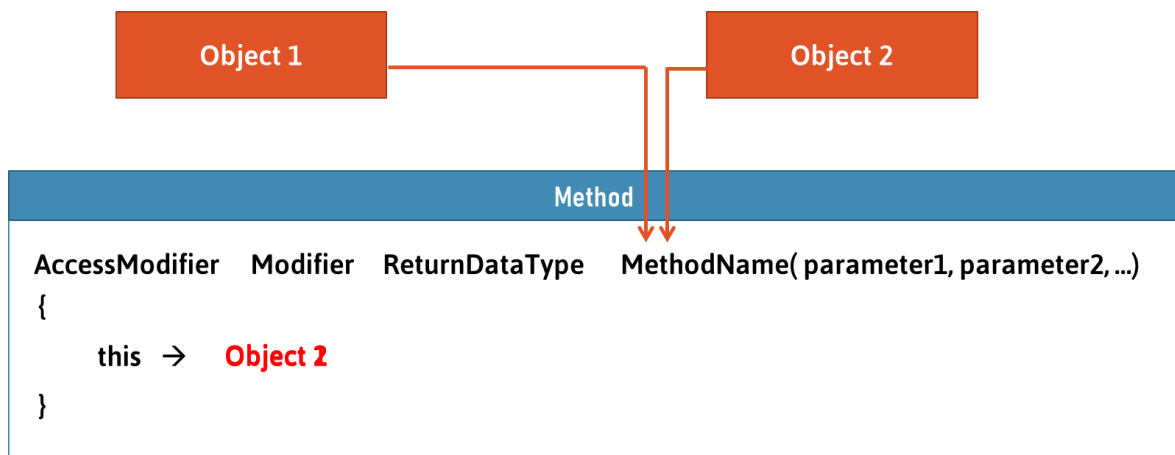 Object 1
Object 2
Method
AccessModifier Modifier ReturnDataType MethodName( parameter1, parameter2, ...)
{
this → Object
}